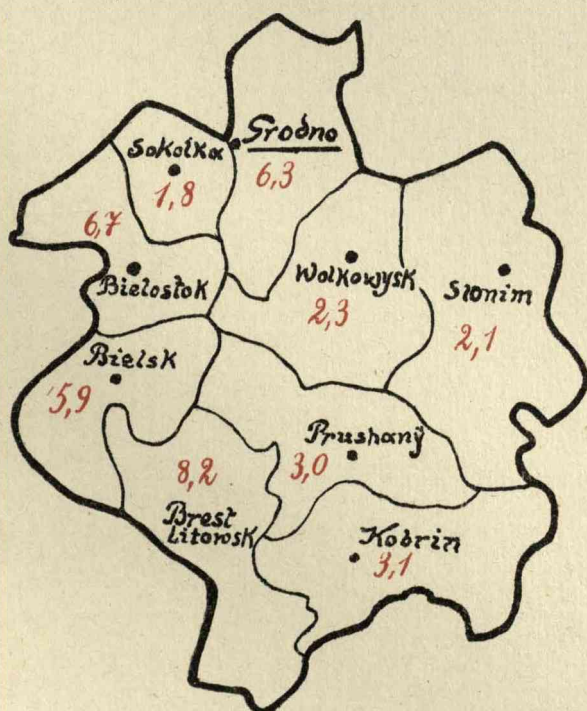 Grodno
6,3
Sokolka
1,8
6,7
Bielostok
Wolkowysk
2,3
Slonim
2,1
Bielsk
5,9
Prushany
3,0
8,2
Brest
Litowsk
Kobrin
3,1